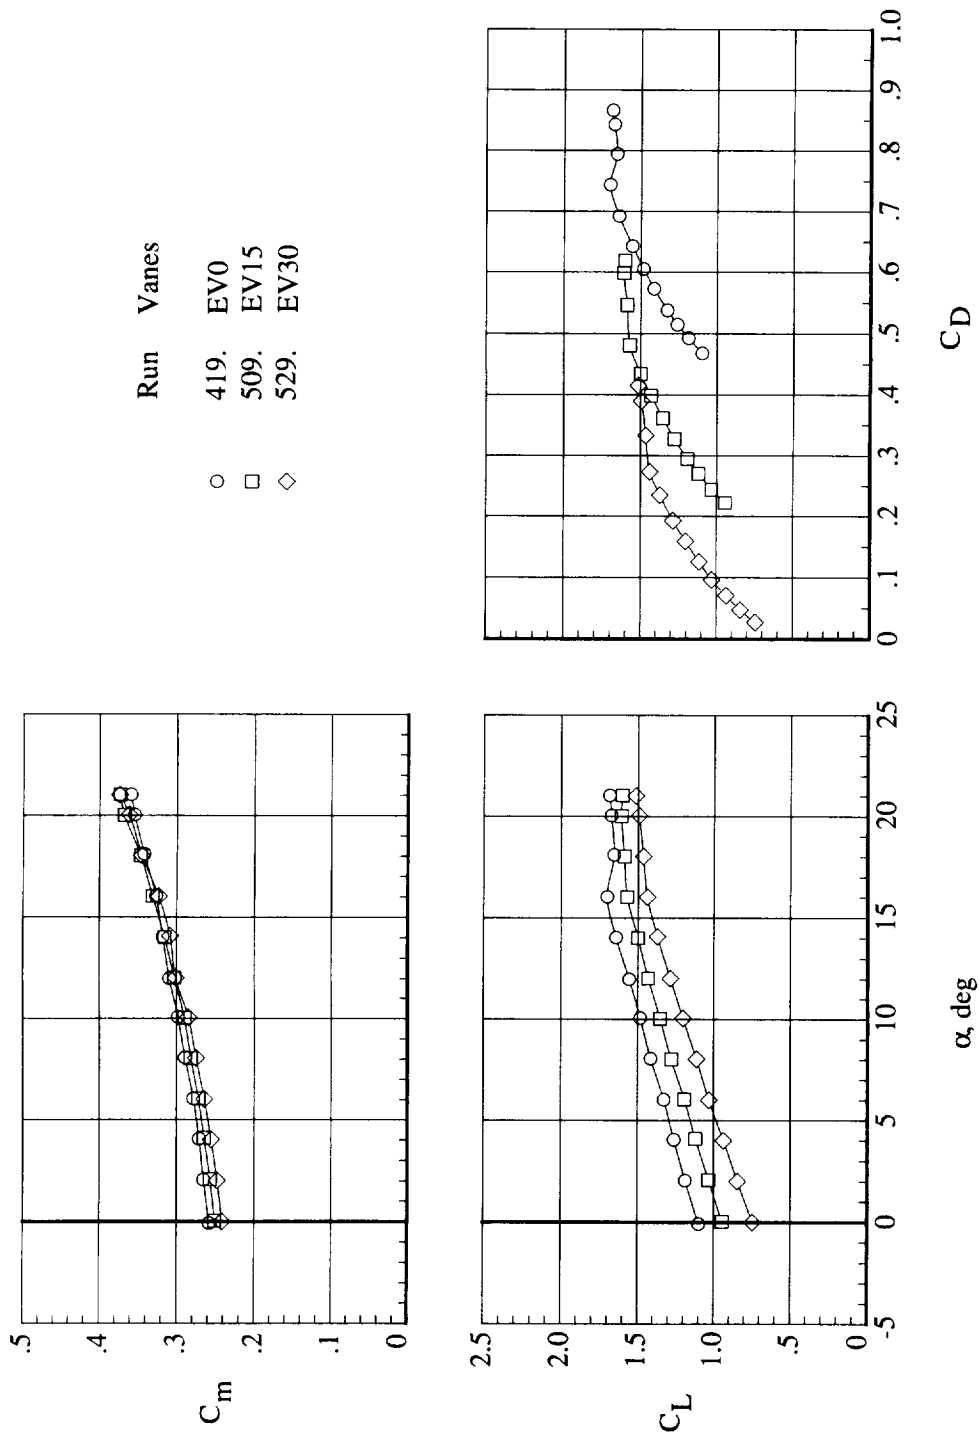 Run Vanes
419. EV0
509. EV15
529. EV30
.5
.4
.3
.2
.1
0
Cm
2.5
2.0
1.5
1.0
.5
0
CL
-5 0 5 10 15 20 25
α, deg
0 .1 .2 .3 .4 .5 .6 .7 .8 .9 1.0
CD